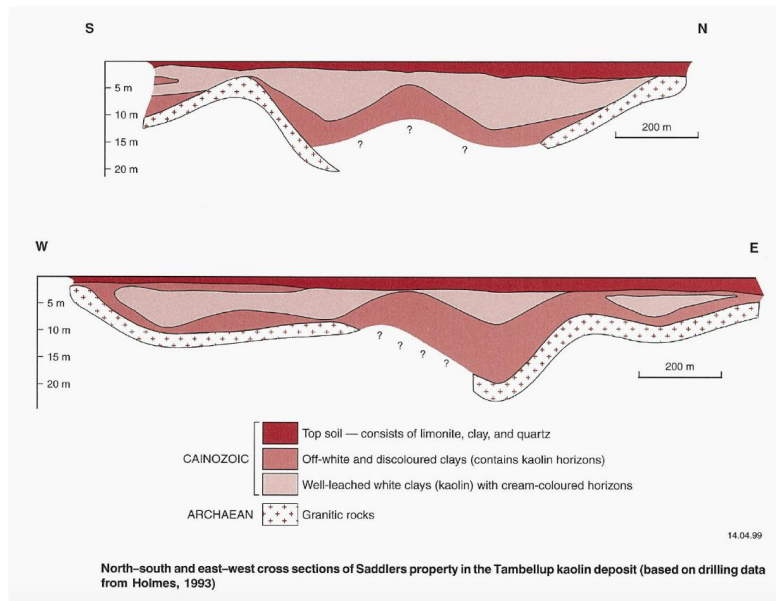 S N
5 m
10 m
15 m
20 m
? ? ?
200 m
W E
5 m
10 m
15 m
20 m
? ? ? ?
200 m
CAINOZOIC
Top soil — consists of limonite, clay, and quartz
Off-white and discoloured clays (contains kaolin horizons)
Well-leached white clays (kaolin) with cream-coloured horizons
ARCHAEAN Granitic rocks
14.04.99
North–south and east–west cross sections of Saddlers property in the Tambellup kaolin deposit (based on drilling data
from Holmes, 1993)